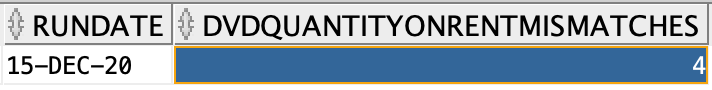 RUNDATE DVDQUANTITYONRENTMISMATCHES
15-DEC-20 4